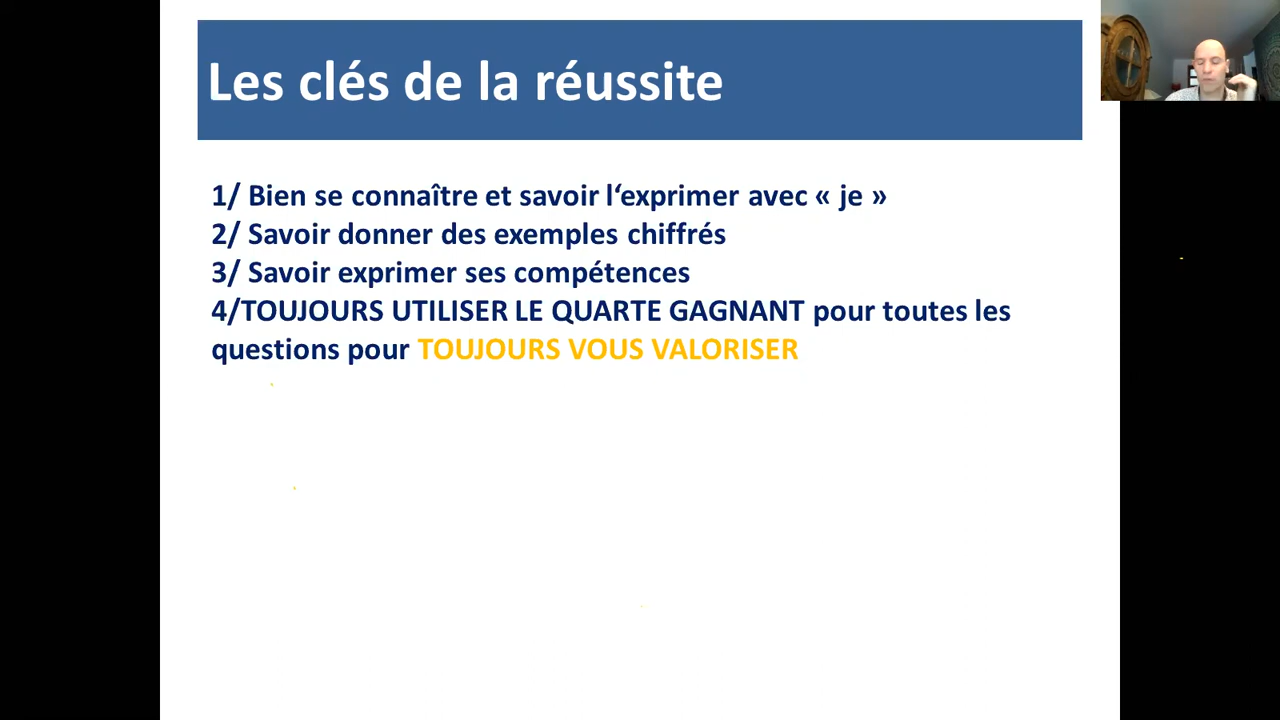 Les clés de la réussite
1/ Bien se connaître et savoir l‘exprimer avec « je »
2/ Savoir donner des exemples chiffrés
3/ Savoir exprimer ses compétences
4/TOUJOURS UTILISER LE QUARTE GAGNANT pour toutes les
questions pour TOUJOURS VOUS VALORISER